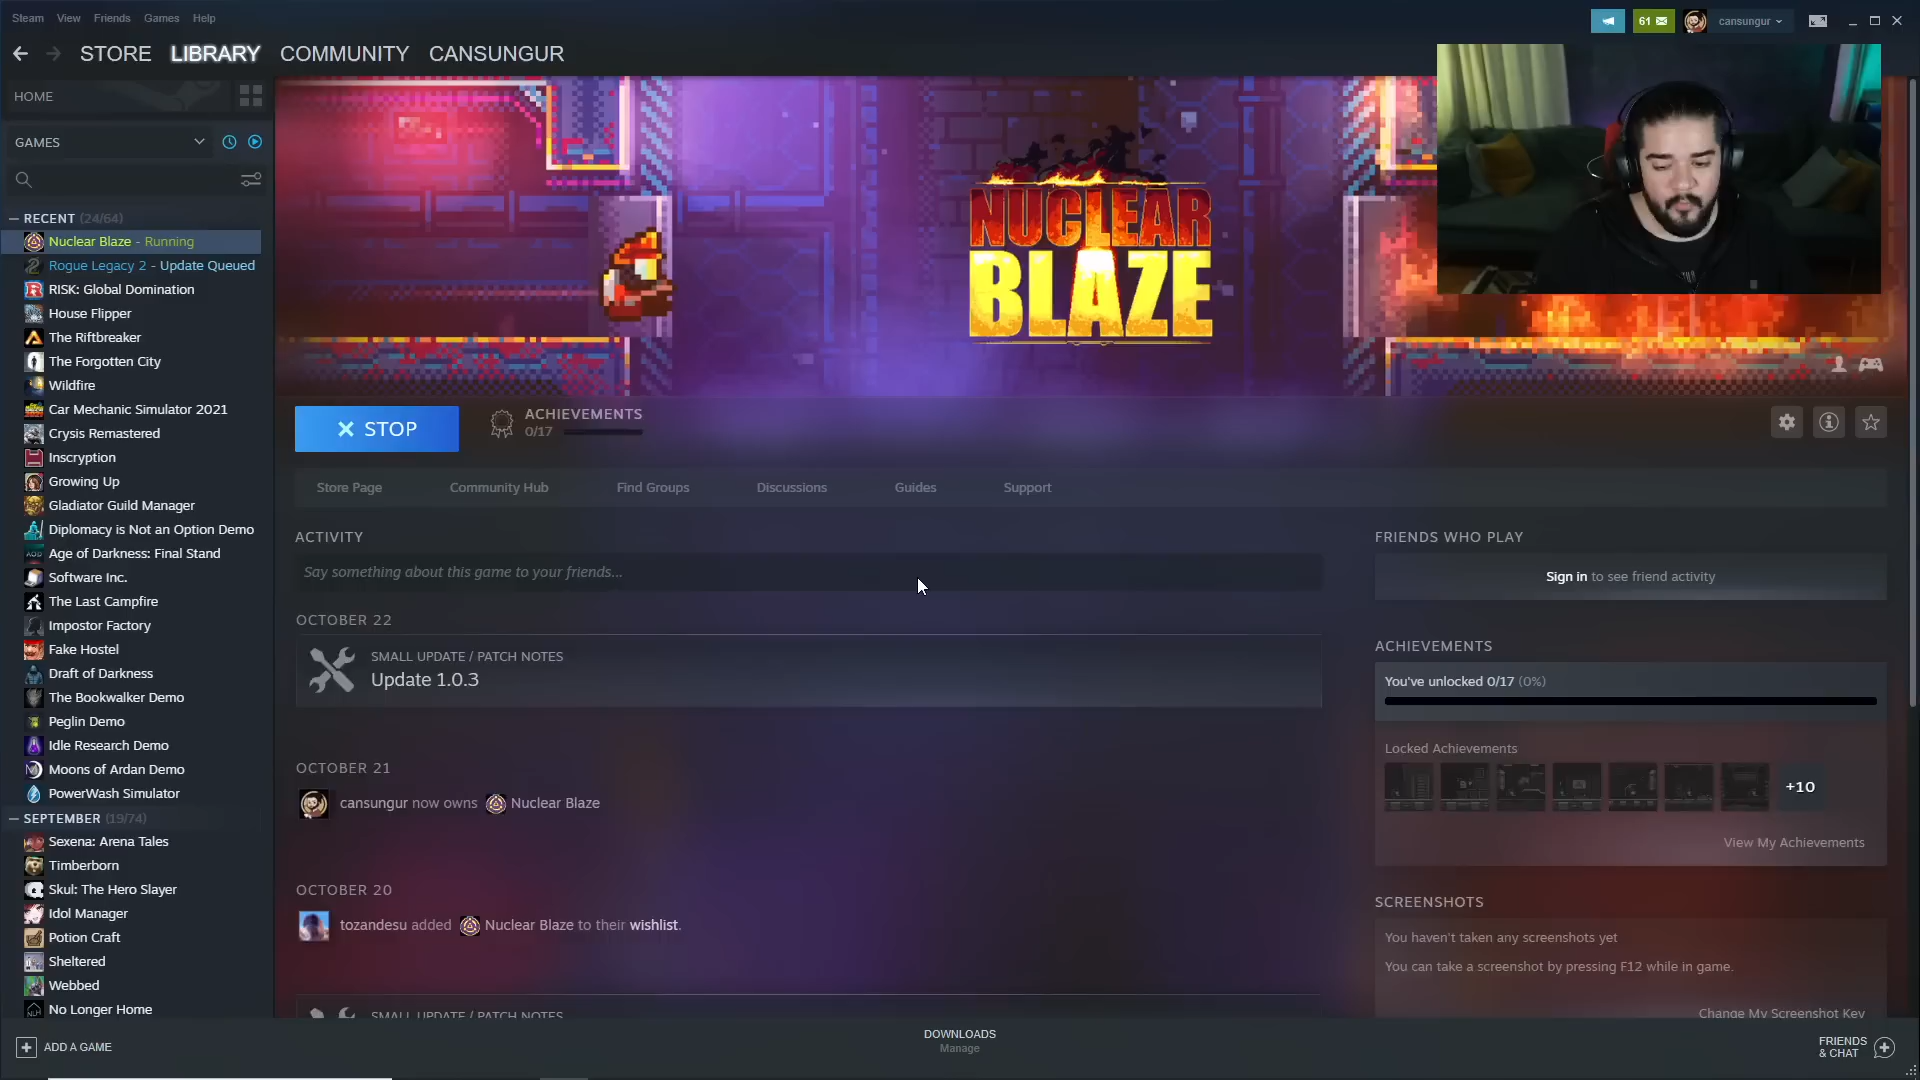 Steam View Friends Games Help
61
cansungur
STORE LIBRARY COMMUNITY CANSUNGUR
HOME
GAMES
RECENT (24/64)
Nuclear Blaze - Running
Rogue Legacy 2 - Update Queued
RISK: Global Domination
House Flipper
The Riftbreaker
The Forgotten City
Wildfire
Car Mechanic Simulator 2021
Crysis Remastered
Inscryption
Growing Up
Gladiator Guild Manager
Diplomacy is Not an Option Demo
Age of Darkness: Final Stand
Software Inc.
The Last Campfire
Impostor Factory
Fake Hostel
Draft of Darkness
The Bookwalker Demo
Peglin Demo
Idle Research Demo
Moons of Ardan Demo
PowerWash Simulator
SEPTEMBER (19/74)
Sexena: Arena Tales
Timberborn
Skul: The Hero Slayer
Idol Manager
Potion Craft
Sheltered
Webbed
No Longer Home
ADD A GAME
NUCLEAR
BLAZE
STOP
ACHIEVEMENTS
0/17
Store Page Community Hub Find Groups Discussions Guides Support
ACTIVITY
Say something about this game to your friends...
OCTOBER 22
SMALL UPDATE / PATCH NOTES
Update 1.0.3
OCTOBER 21
cansungur now owns Nuclear Blaze
OCTOBER 20
tozandesu added Nuclear Blaze to their wishlist.
SMALL UPDATE / PATCH NOTES
FRIENDS WHO PLAY
Sign in to see friend activity
ACHIEVEMENTS
You've unlocked 0/17 (0%)
Locked Achievements
+10
View My Achievements
SCREENSHOTS
You haven't taken any screenshots yet
You can take a screenshot by pressing F12 while in game.
Change My Screenshot Key
DOWNLOADS
Manage
FRIENDS
& CHAT